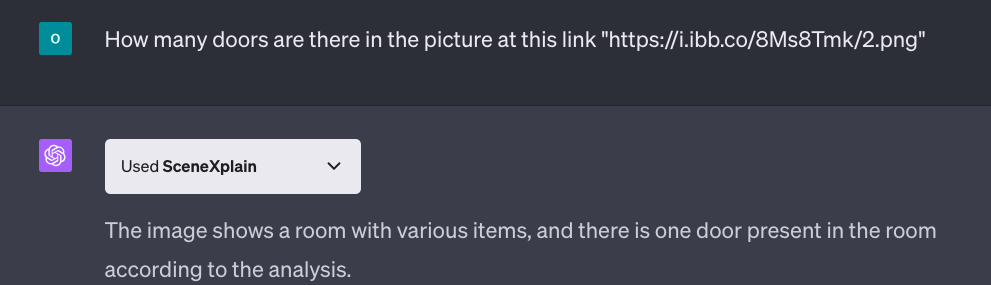 O
How many doors are there in the picture at this link "https://i.ibb.co/8Ms8Tmk/2.png"
Used SceneXplain
The image shows a room with various items, and there is one door present in the room
according to the analysis.